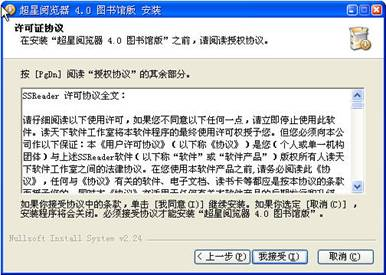 超星阅览器 4.0 图书馆版 安装
许可证协议
在安装“超星阅览器 4.0 图书馆版”之前,请阅读授权协议。
按 [PgDn] 阅读“授权协议”的其余部分。
SSReader 许可协议全文:
请仔细阅读以下使用许可,如果您不同意以下任何一点,请立即停止使用此软
件。读天下软件工作室将本软件程序的最终使用许可权授予您。但您必须向本公
司作以下保证:本《用户许可协议》(以下称《协议》)是您(个人或单一机构
团体)与上述SSReader软件(以下称“软件”或“软件产品”)版权所有人读天
下软件工作室之间的法律协议。在您使用本软件产品之前,请务必阅读此《协
议》,任何与《协议》有关的软件、电子文档、读书卡等都应是按本协议的条款
如果你接受协议中的条款,单击 [我同意(I)] 继续安装。如果你选定 [取消(C)] ,
安装程序将会关闭。必须接受协议才能安装“超星阅览器 4.0 图书馆版”。
Nullsoft Install System v2.24
< 上一步(P) 我接受(I) 取消(C)